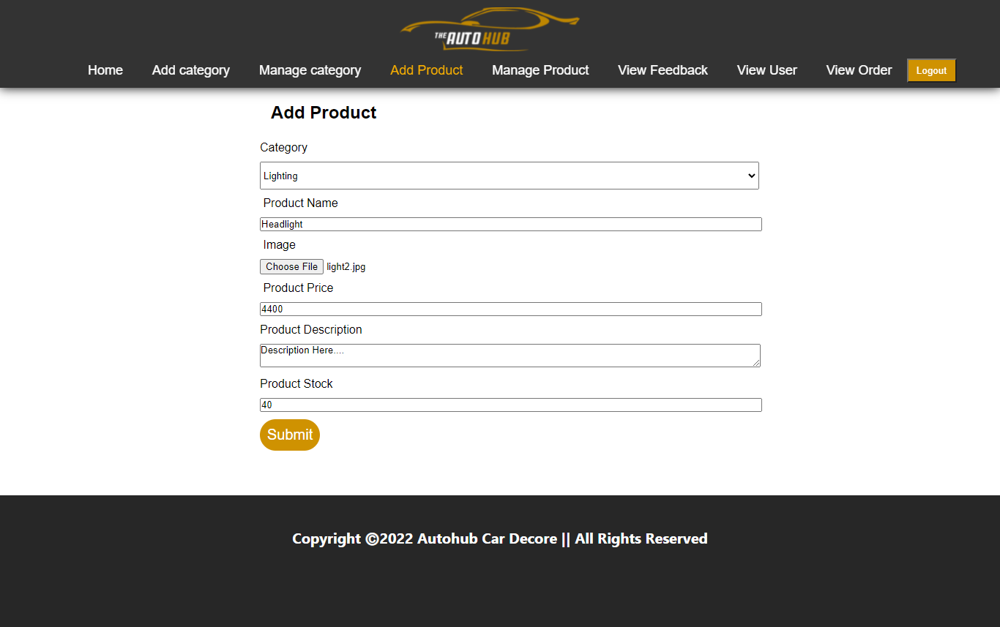 THE AUTO HUB
Home Add category Manage category Add Product Manage Product View Feedback View User View Order Logout
Add Product
Category
Lighting
Product Name
Headlight
Image
Choose File light2.jpg
Product Price
4400
Product Description
Description Here....
Product Stock
40
Submit
Copyright ©2022 Autohub Car Decore || All Rights Reserved